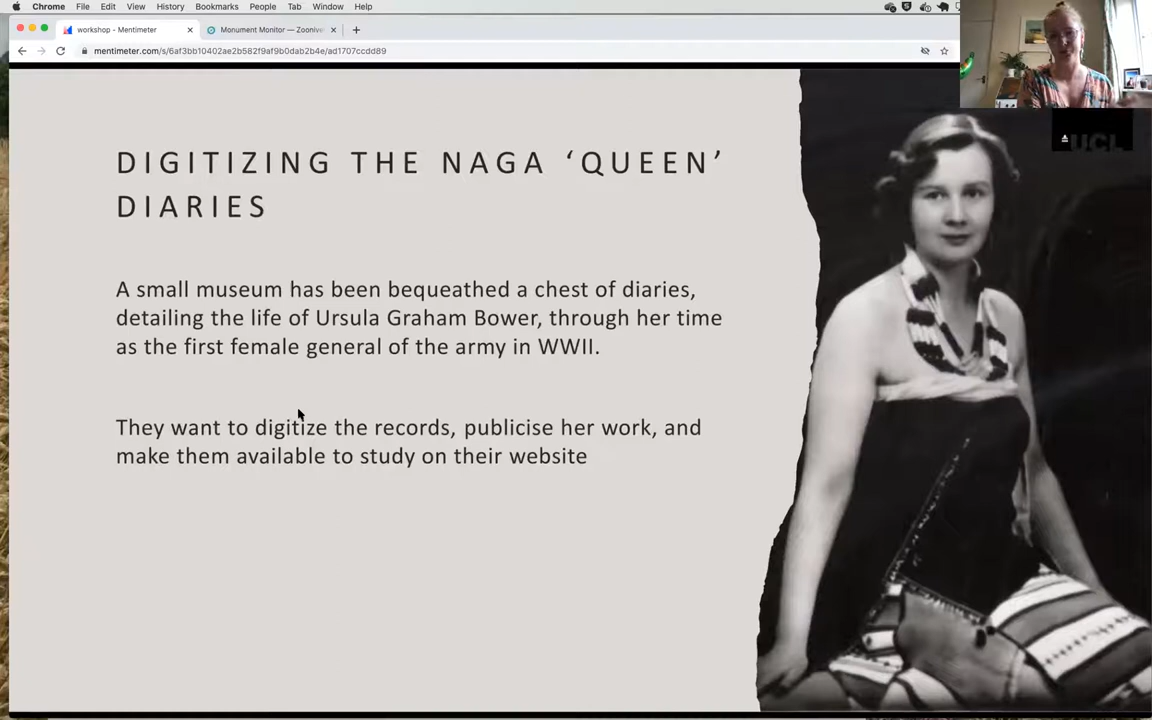 Chrome File Edit View History Bookmarks People Tab Window Help
workshop - Mentimeter
Monument Monitor — Zooniver
mentimeter.com/s/6af3bb10402ae2b582f9af9b0dab2b4e/ad1707ccdd89
UCL
DIGITIZING THE NAGA ‘QUEEN’
DIARIES
A small museum has been bequeathed a chest of diaries,
detailing the life of Ursula Graham Bower, through her time
as the first female general of the army in WWII.
They want to digitize the records, publicise her work, and
make them available to study on their website